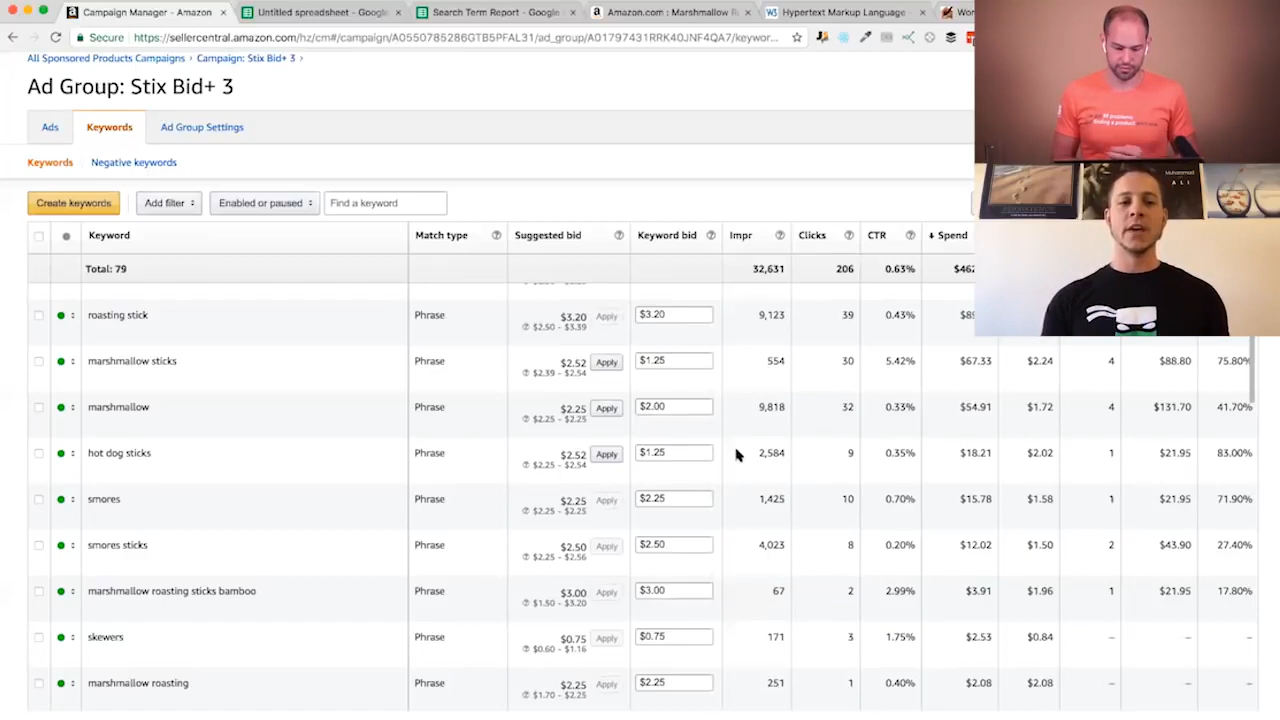 Campaign Manager - Amazon ×
Untitled spreadsheet - Google ×
Search Term Report - Google ×
Amazon.com : Marshmallow R ×
Hypertext Markup Language - ×
Wor
Secure https://sellercentral.amazon.com/hz/cm#/campaign/A0550785286GTB5PFAL31/ad_group/A01797431RRK40JNF4QA7/keywor...
All Sponsored Products Campaigns › Campaign: Stix Bid+ 3 ›
Ad Group: Stix Bid+ 3
Ads Keywords Ad Group Settings
Keywords Negative keywords
Create keywords Add filter Enabled or paused Find a keyword
Keyword Match type Suggested bid Keyword bid Impr Clicks CTR Spend
Total: 79 32,631 206 0.63% $462
roasting stick Phrase $3.20 Apply $3.20 9,123 39 0.43%
$2.50 - $3.39
marshmallow sticks Phrase $2.52 Apply $1.25 554 30 5.42% $67.33 $2.24 4 $88.80 75.80%
$2.39 - $2.54
marshmallow Phrase $2.25 Apply $2.00 9,818 32 0.33% $54.91 $1.72 4 $131.70 41.70%
$2.25 - $2.25
hot dog sticks Phrase $2.52 Apply $1.25 2,584 9 0.35% $18.21 $2.02 1 $21.95 83.00%
$2.25 - $2.54
smores Phrase $2.25 Apply $2.25 1,425 10 0.70% $15.78 $1.58 1 $21.95 71.90%
$2.25 - $2.25
smores sticks Phrase $2.50 Apply $2.50 4,023 8 0.20% $12.02 $1.50 2 $43.90 27.40%
$2.25 - $2.56
marshmallow roasting sticks bamboo Phrase $3.00 Apply $3.00 67 2 2.99% $3.91 $1.96 1 $21.95 17.80%
$1.50 - $3.20
skewers Phrase $0.75 Apply $0.75 171 3 1.75% $2.53 $0.84 – – –
$0.60 - $1.16
marshmallow roasting Phrase $2.25 Apply $2.25 251 1 0.40% $2.08 $2.08 – – –
$1.70 - $2.25
Muhammad
ALI